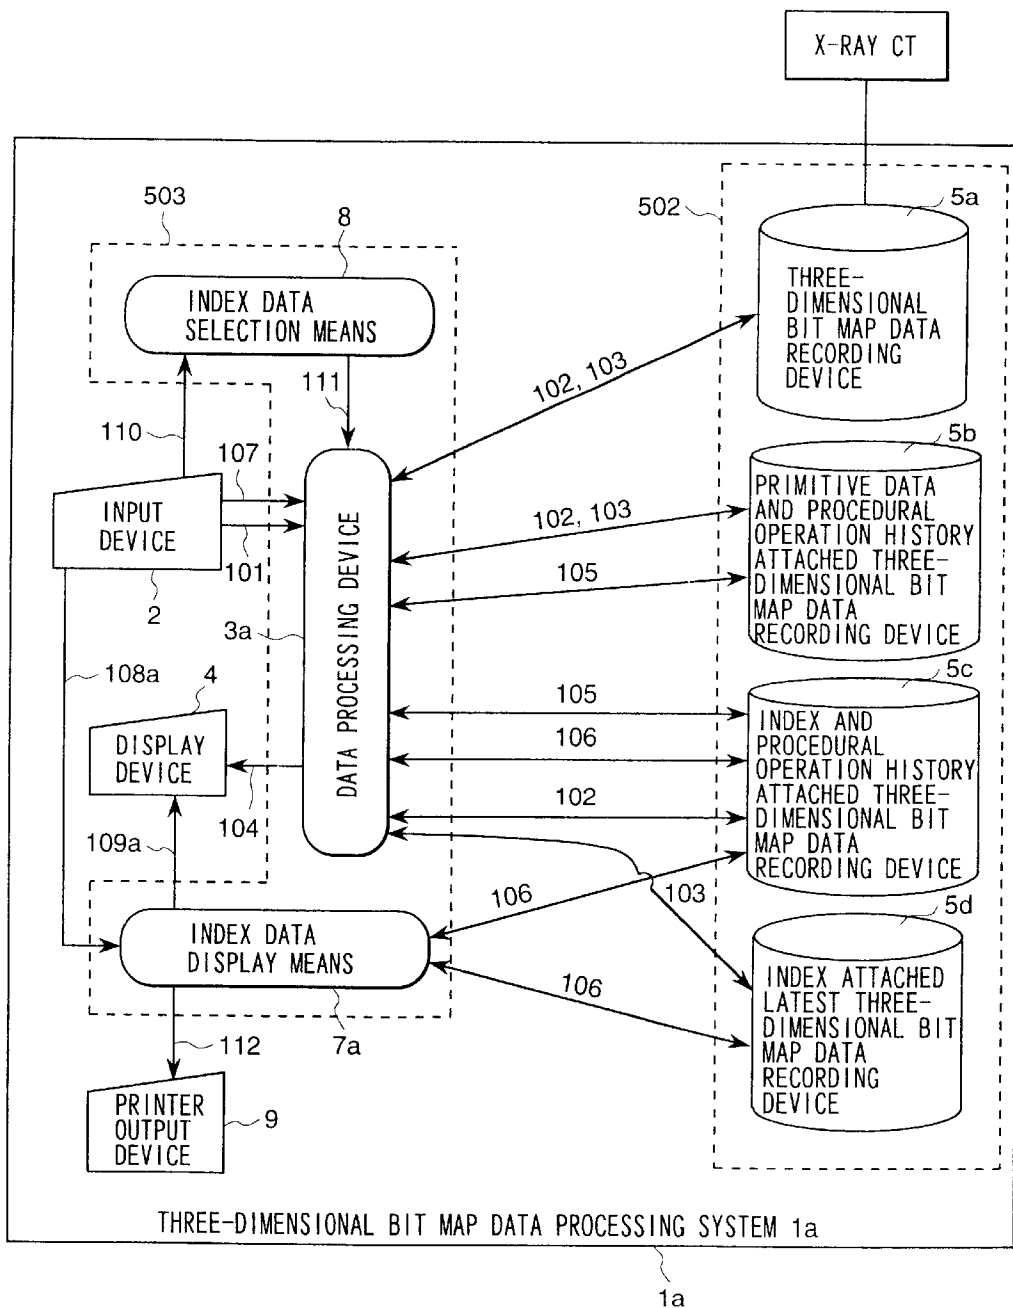 X-RAY CT
503
8
502
5a
INDEX DATA
SELECTION MEANS
THREE-
DIMENSIONAL
BIT MAP DATA
RECORDING
DEVICE
110
111
102, 103
107
101
INPUT
DEVICE
2
3a
DATA PROCESSING DEVICE
102, 103
105
5b
PRIMITIVE DATA
AND PROCEDURAL
OPERATION HISTORY
ATTACHED THREE-
DIMENSIONAL BIT
MAP DATA
RECORDING DEVICE
108a
4
DISPLAY
DEVICE
104
109a
105
106
102
5c
INDEX AND
PROCEDURAL
OPERATION HISTORY
ATTACHED THREE-
DIMENSIONAL BIT
MAP DATA
RECORDING DEVICE
106
103
INDEX DATA
DISPLAY MEANS
106
7a
5d
INDEX ATTACHED
LATEST THREE-
DIMENSIONAL BIT
MAP DATA
RECORDING
DEVICE
112
PRINTER
OUTPUT
DEVICE
9
THREE-DIMENSIONAL BIT MAP DATA PROCESSING SYSTEM 1a
1a